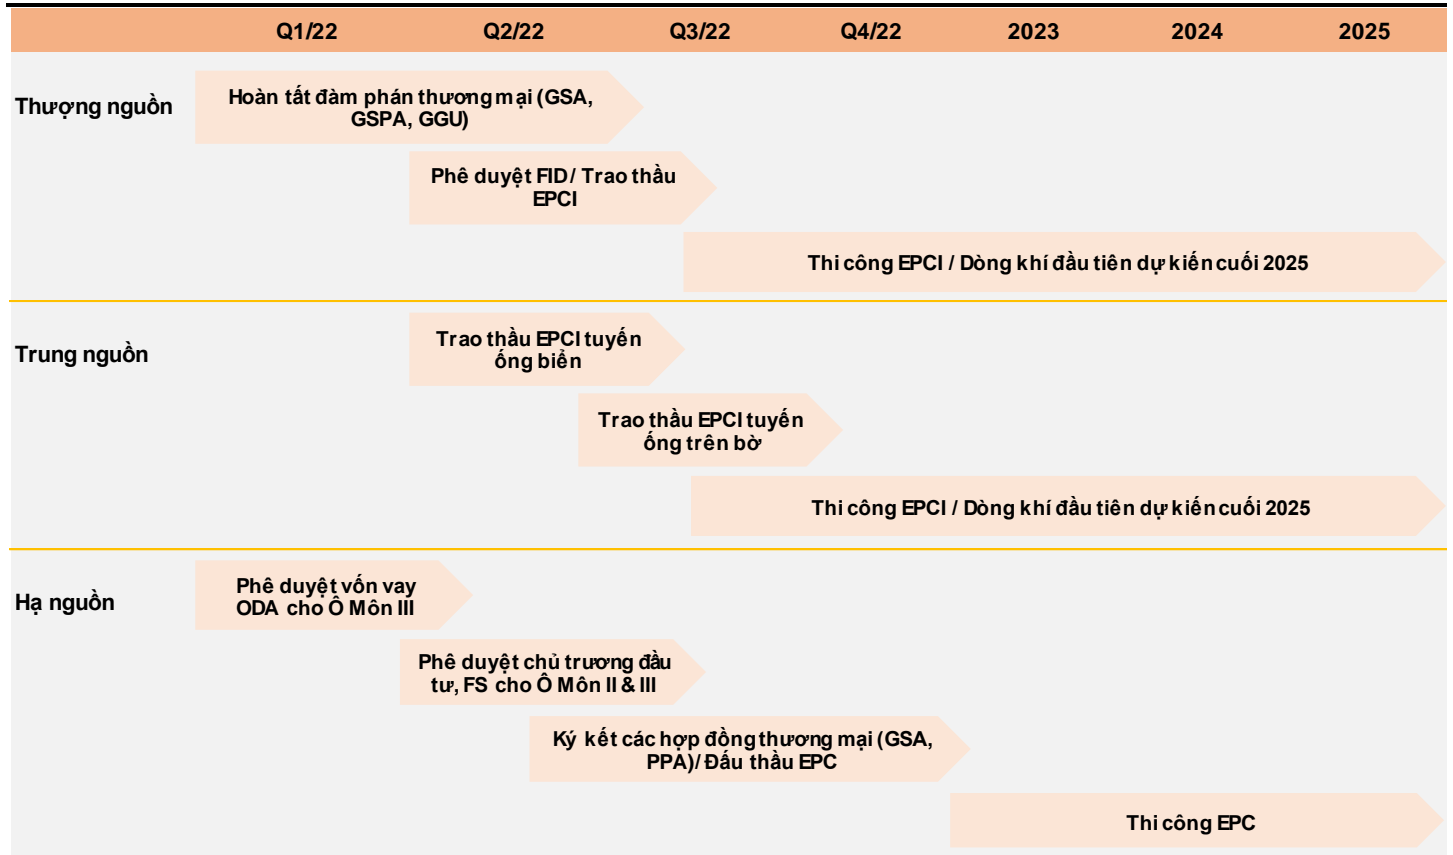 Q1/22 Q2/22 Q3/22 Q4/22 2023 2024 2025
Thượng nguồn
Hoàn tất đàm phán thương mại (GSA,
GSPA, GGU)
Phê duyệt FID/ Trao thầu
EPCI
Thi công EPCI / Dòng khí đầu tiên dự kiến cuối 2025
Trung nguồn
Trao thầu EPCI tuyến
ống biển
Trao thầu EPCI tuyến
ống trên bờ
Thi công EPCI / Dòng khí đầu tiên dự kiến cuối 2025
Hạ nguồn
Phê duyệt vốn vay
ODA cho Ô Môn III
Phê duyệt chủ trương đầu
tư, FS cho Ô Môn II & III
Ký kết các hợp đồng thương mại (GSA,
PPA)/ Đấu thầu EPC
Thi công EPC